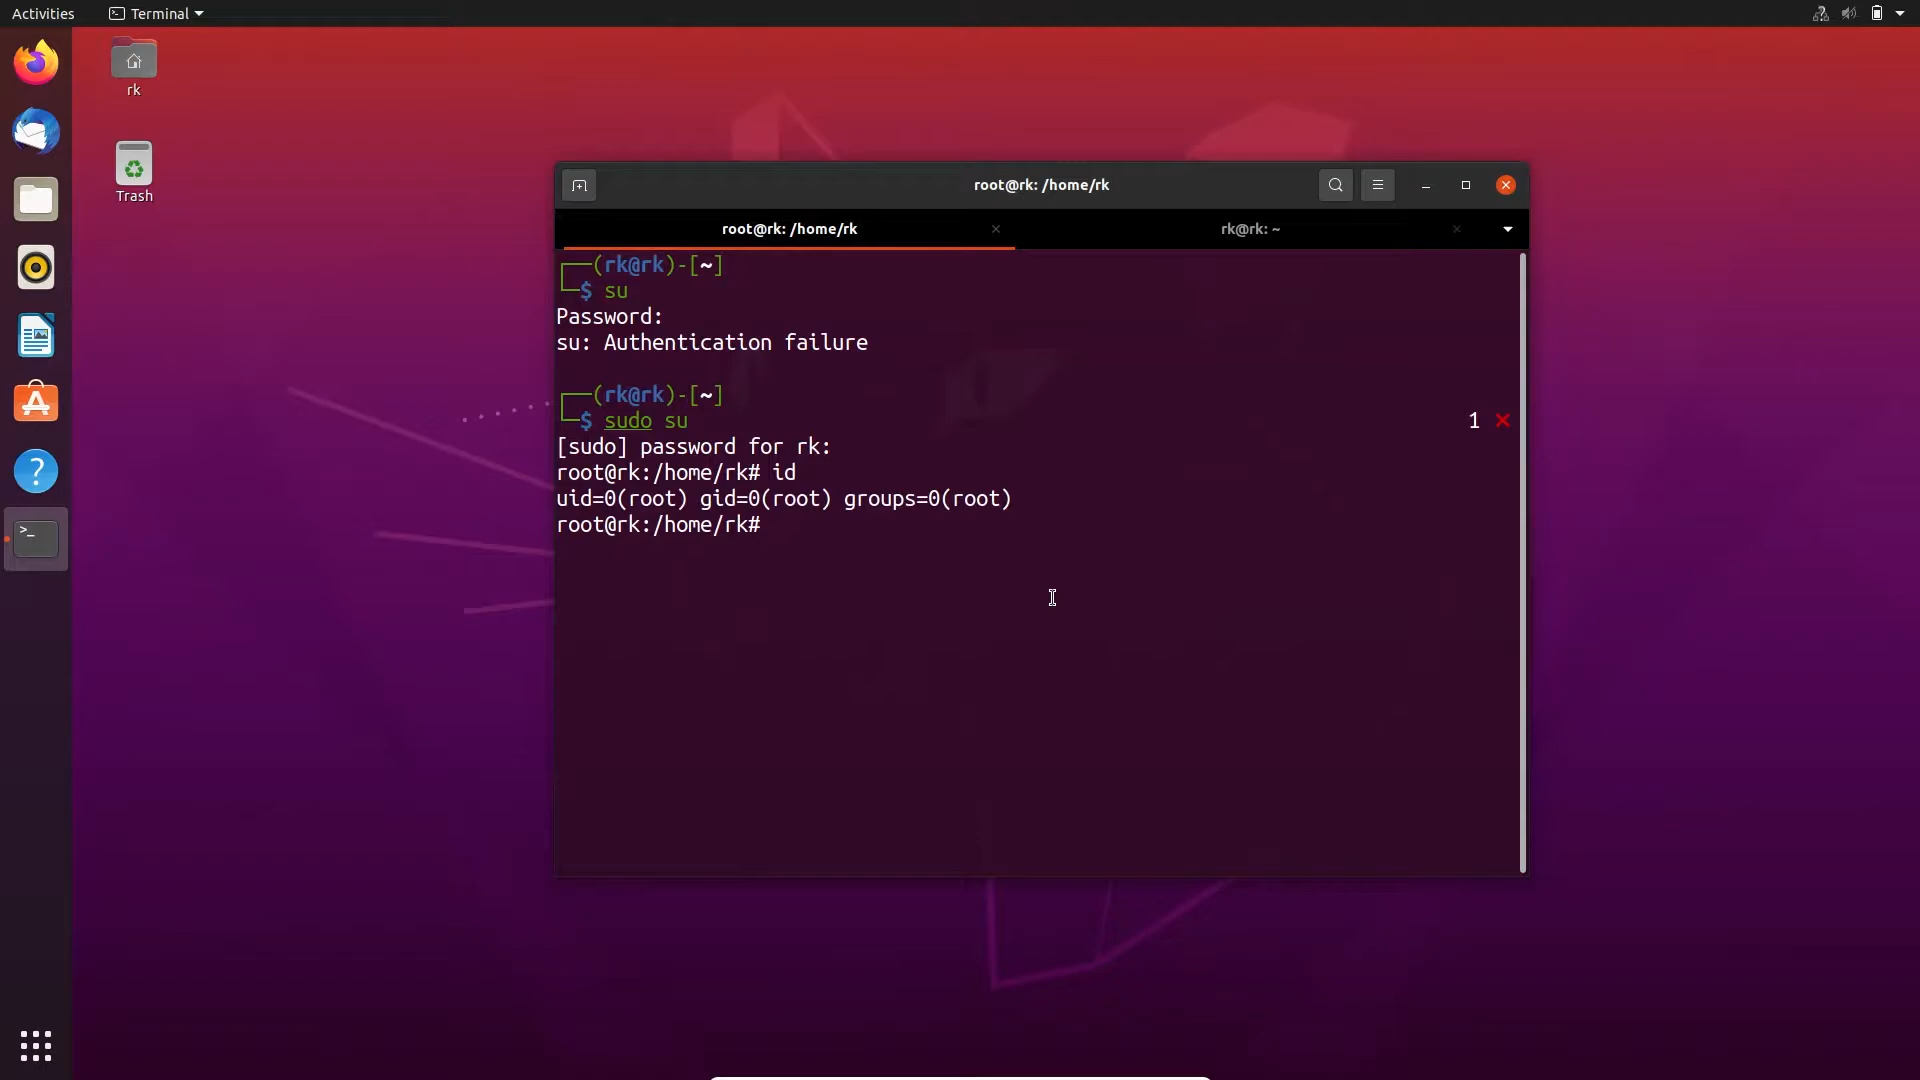 Activities
Terminal
rk
Trash
root@rk: /home/rk
root@rk: /home/rk
rk@rk: ~
┌──(rk@rk)-[~]
└─$ su
Password:
su: Authentication failure
┌──(rk@rk)-[~]
└─$ sudo su 1 ✕
[sudo] password for rk:
root@rk:/home/rk# id
uid=0(root) gid=0(root) groups=0(root)
root@rk:/home/rk#